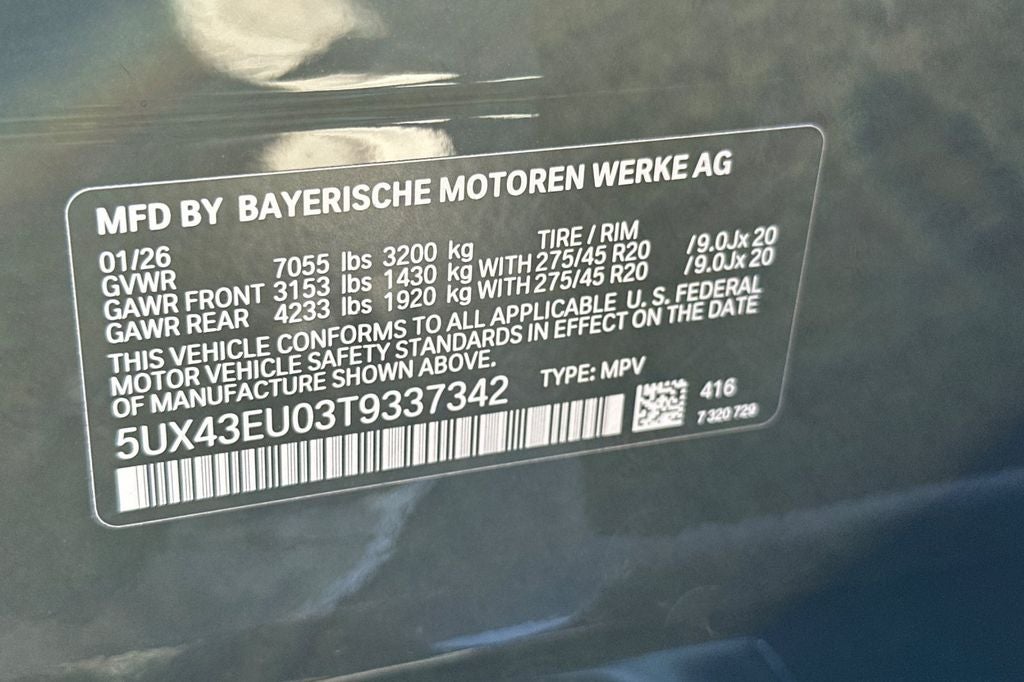 MFD BY BAYERISCHE MOTOREN WERKE AG
01/26 TIRE / RIM
GVWR 7055 lbs 3200 kg
GAWR FRONT 3153 lbs 1430 kg WITH 275/45 R20 /9.0Jx 20
GAWR REAR 4233 lbs 1920 kg WITH 275/45 R20 /9.0Jx 20
THIS VEHICLE CONFORMS TO ALL APPLICABLE U. S. FEDERAL
MOTOR VEHICLE SAFETY STANDARDS IN EFFECT ON THE DATE
OF MANUFACTURE SHOWN ABOVE.
5UX43EU03T9337342 TYPE: MPV
416
7 320 729